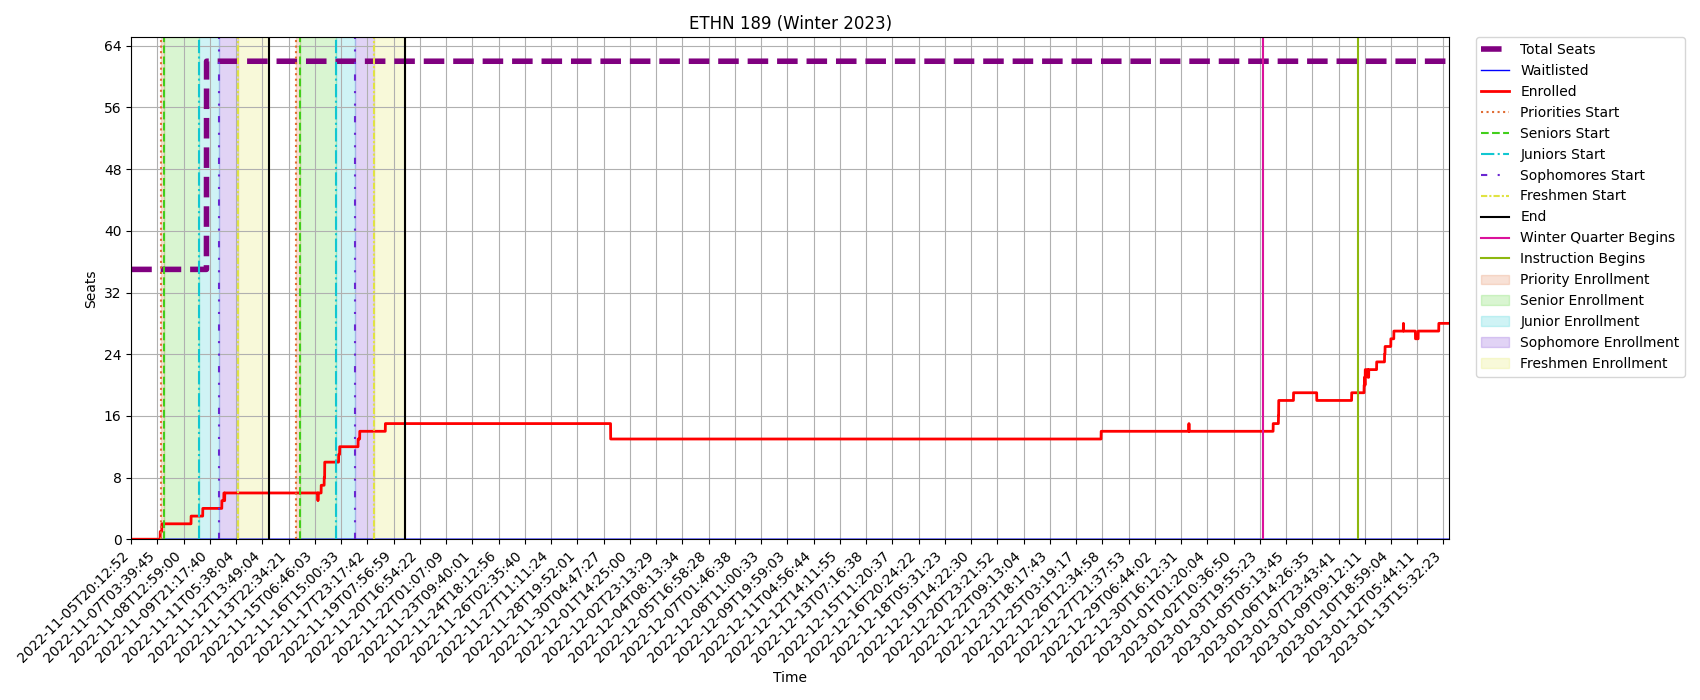 ETHN 189 (Winter 2023)
Seats
64
56
48
40
32
24
16
8
0
2022-11-05T20:12:52
2022-11-07T03:39:45
2022-11-08T12:59:00
2022-11-09T21:17:40
2022-11-11T05:38:04
2022-11-12T13:49:04
2022-11-13T22:34:21
2022-11-15T06:46:03
2022-11-16T15:00:33
2022-11-17T23:17:42
2022-11-19T07:56:59
2022-11-20T16:54:22
2022-11-22T01:07:09
2022-11-23T09:40:01
2022-11-24T18:12:56
2022-11-26T02:35:40
2022-11-27T11:11:24
2022-11-28T19:52:01
2022-11-30T04:47:27
2022-12-01T14:25:00
2022-12-02T23:13:29
2022-12-04T08:13:34
2022-12-05T16:58:28
2022-12-07T01:46:38
2022-12-08T11:00:33
2022-12-09T19:59:03
2022-12-11T04:56:44
2022-12-12T14:11:55
2022-12-13T07:16:38
2022-12-15T11:20:37
2022-12-16T20:24:22
2022-12-18T05:31:23
2022-12-19T14:22:30
2022-12-20T23:21:52
2022-12-22T09:13:04
2022-12-23T18:17:43
2022-12-25T03:19:17
2022-12-26T12:34:58
2022-12-27T21:37:53
2022-12-29T06:44:02
2022-12-30T16:12:31
2023-01-01T01:20:04
2023-01-02T10:36:50
2023-01-03T19:55:23
2023-01-05T05:13:45
2023-01-06T14:26:35
2023-01-07T23:43:41
2023-01-09T09:12:11
2023-01-10T18:59:04
2023-01-12T05:44:11
2023-01-13T15:32:23
Time
Total Seats
Waitlisted
Enrolled
Priorities Start
Seniors Start
Juniors Start
Sophomores Start
Freshmen Start
End
Winter Quarter Begins
Instruction Begins
Priority Enrollment
Senior Enrollment
Junior Enrollment
Sophomore Enrollment
Freshmen Enrollment